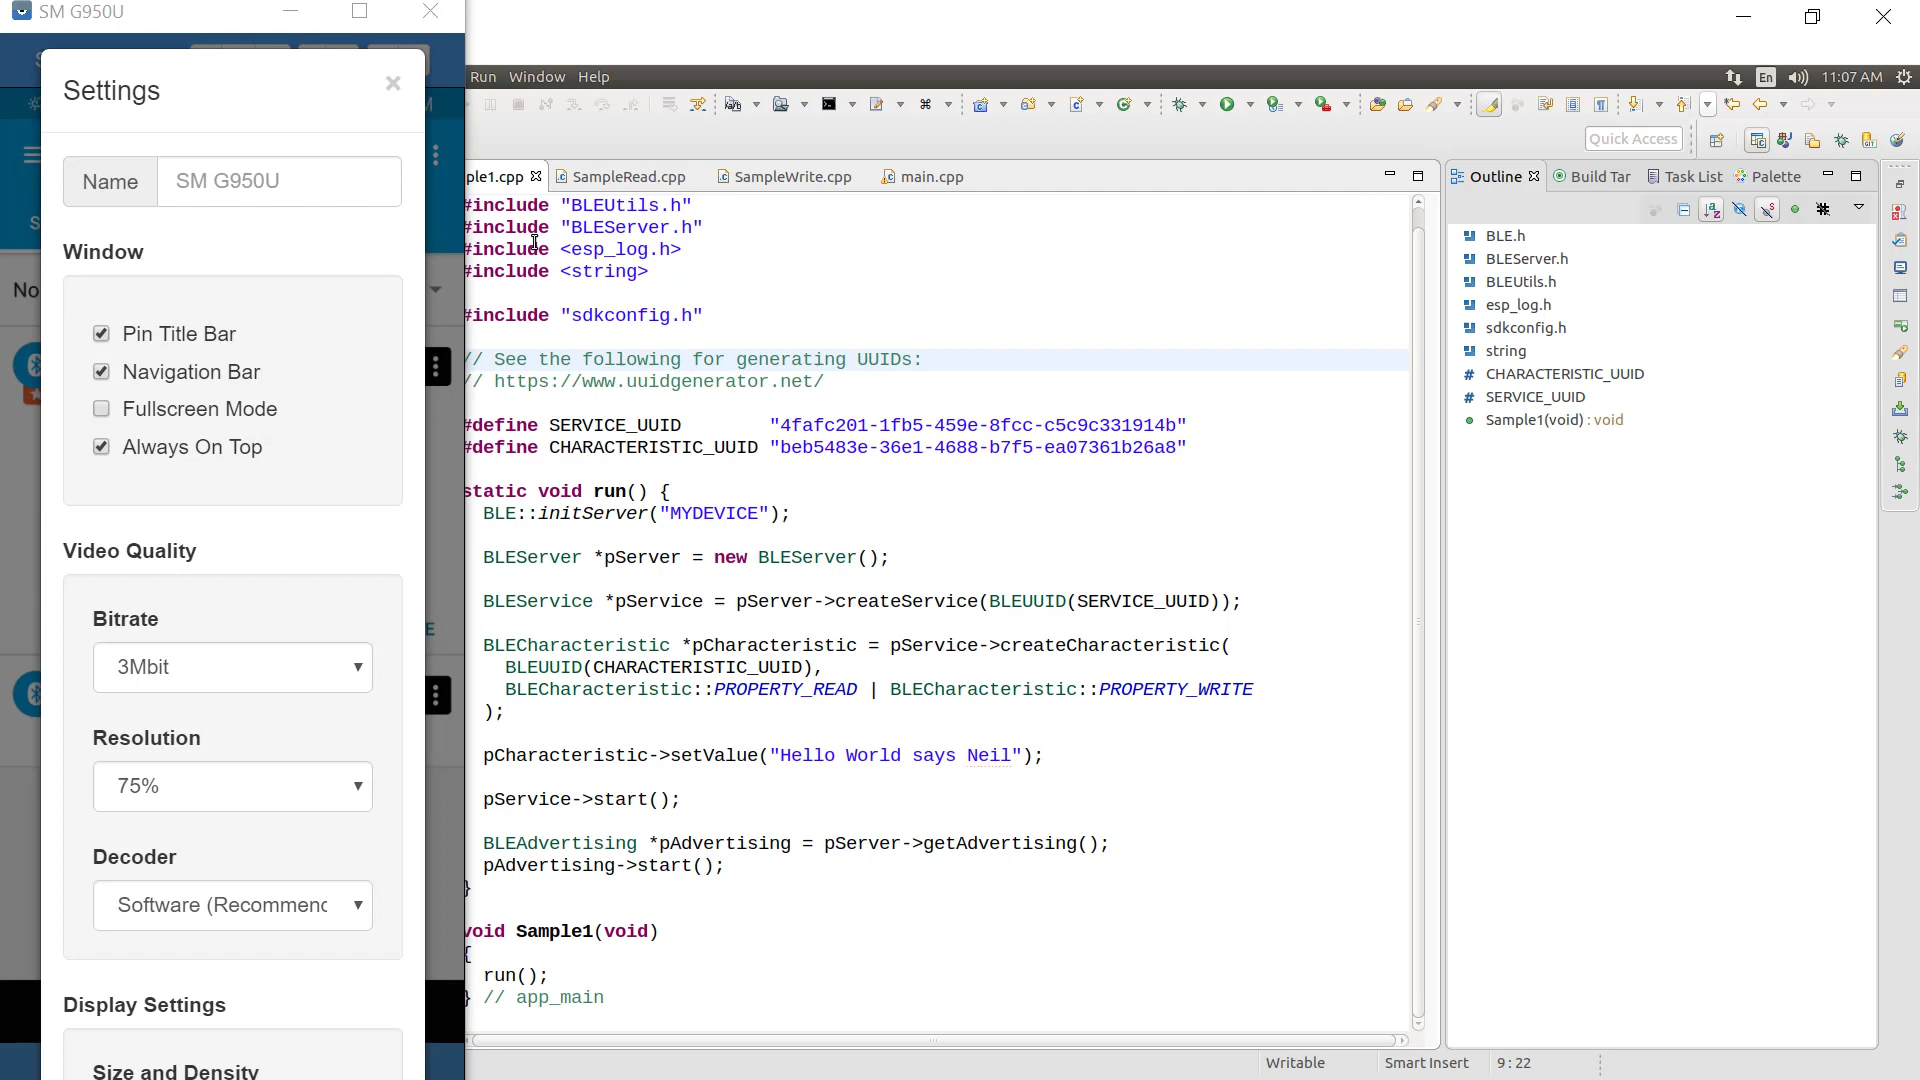 SM G950U
Settings
×
Name
SM G950U
Window
Pin Title Bar
Navigation Bar
Fullscreen Mode
Always On Top
Video Quality
Bitrate
3Mbit
Resolution
75%
Decoder
Software (Recommend
Display Settings
Size and Density
No
E
M
Run Window Help
En
11:07 AM
Quick Access
ple1.cpp
SampleRead.cpp
SampleWrite.cpp
main.cpp
#include "BLEUtils.h"
#include "BLEServer.h"
#include <esp_log.h>
#include <string>
#include "sdkconfig.h"
// See the following for generating UUIDs:
// https://www.uuidgenerator.net/
#define SERVICE_UUID        "4fafc201-1fb5-459e-8fcc-c5c9c331914b"
#define CHARACTERISTIC_UUID "beb5483e-36e1-4688-b7f5-ea07361b26a8"
static void run() {
BLE::initServer("MYDEVICE");
BLEServer *pServer = new BLEServer();
BLEService *pService = pServer->createService(BLEUUID(SERVICE_UUID));
BLECharacteristic *pCharacteristic = pService->createCharacteristic(
BLEUUID(CHARACTERISTIC_UUID),
BLECharacteristic::PROPERTY_READ | BLECharacteristic::PROPERTY_WRITE
);
pCharacteristic->setValue("Hello World says Neil");
pService->start();
BLEAdvertising *pAdvertising = pServer->getAdvertising();
pAdvertising->start();
}
void Sample1(void)
{
run();
} // app_main
Outline
Build Tar
Task List
Palette
BLE.h
BLEServer.h
BLEUtils.h
esp_log.h
sdkconfig.h
string
CHARACTERISTIC_UUID
SERVICE_UUID
Sample1(void) : void
Writable
Smart Insert
9 : 22